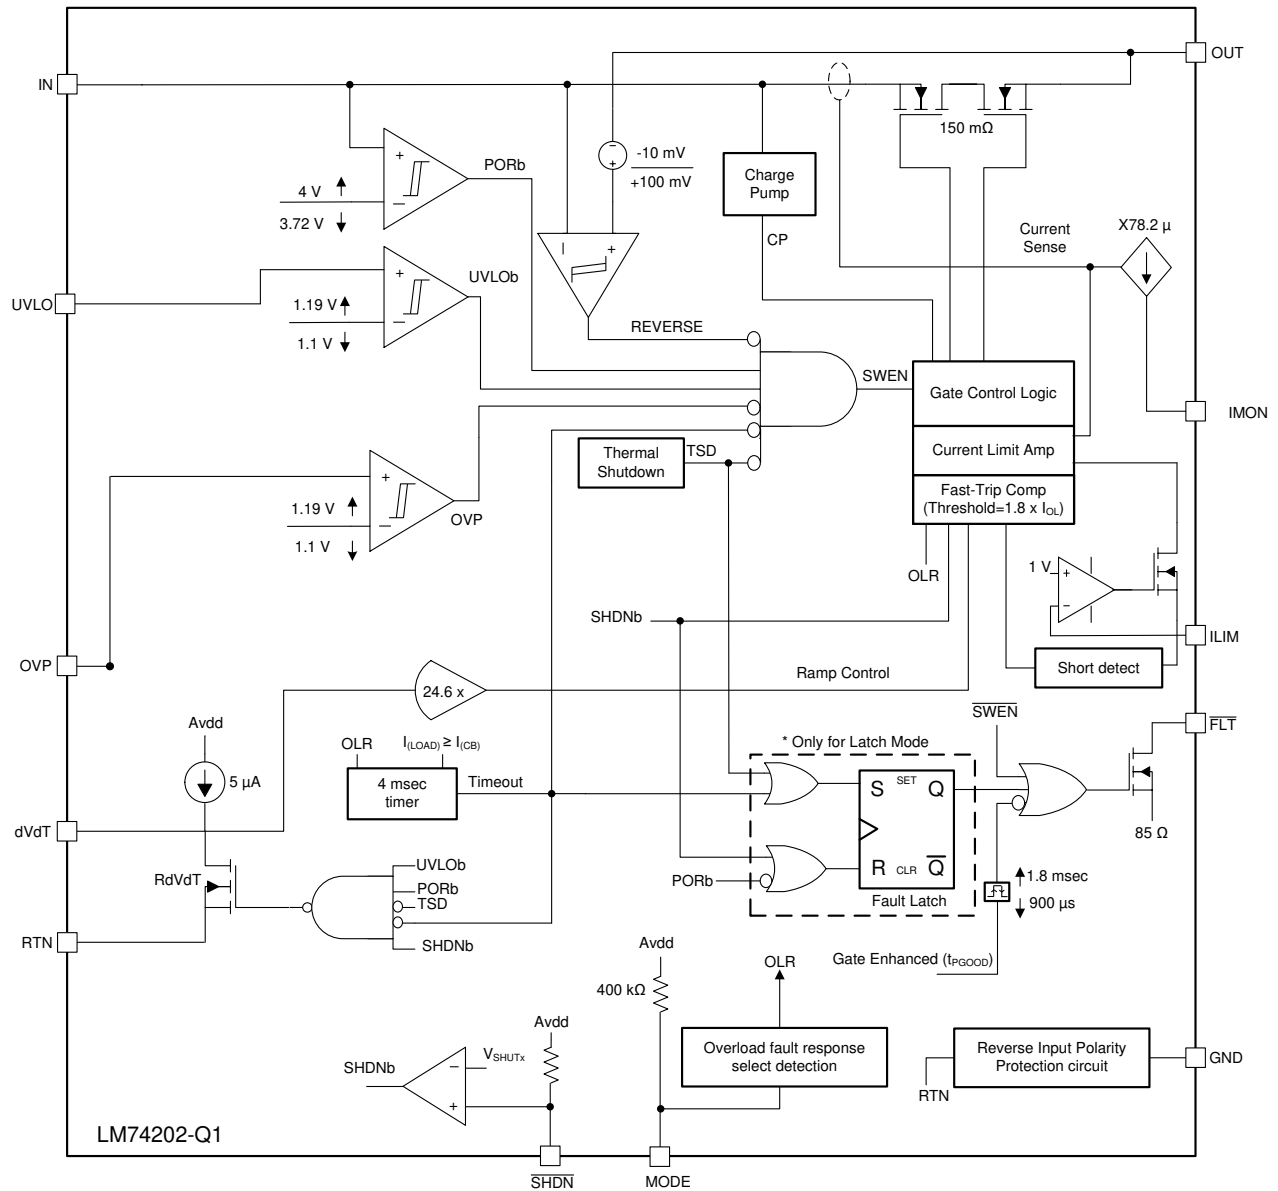 OUT
IN
150 mΩ
PORb
-10 mV
+100 mV
−
+
Charge
Pump
+
−
4 V
3.72 V
CP
Current
Sense
X78.2 µ
UVLOb
+
−
UVLO
1.19 V
1.1 V
−
+
REVERSE
SWEN
Gate Control Logic
IMON
Current Limit Amp
Thermal
Shutdown
TSD
Fast-Trip Comp
(Threshold=1.8 x IOL)
+
−
1.19 V
1.1 V
OVP
OLR
1 V
+
−
SHDNb
ILIM
OVP
Short detect
24.6 x
Ramp Control
SWEN
FLT
Avdd
* Only for Latch Mode
OLR
I(LOAD) ≥ I(CB)
5 µA
4 msec
timer
Timeout
S
SET
Q
dVdT
85 Ω
UVLOb
RdVdT
PORb
TSD
PORb
R
CLR
Q
1.8 msec
900 µs
Fault Latch
RTN
SHDNb
Avdd
OLR
Gate Enhanced (tPGOOD)
400 kΩ
Avdd
SHDNb
−
VSHUTx
+
Overload fault response
select detection
Reverse Input Polarity
Protection circuit
GND
RTN
LM74202-Q1
SHDN
MODE